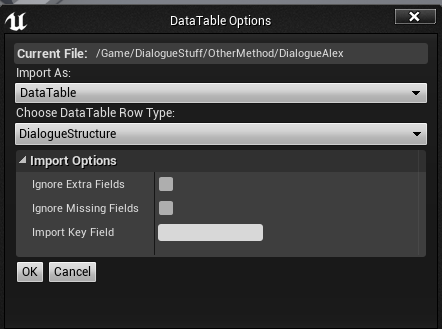 DataTable Options
Current File: /Game/DialogueStuff/OtherMethod/DialogueAlex
Import As:
DataTable
Choose DataTable Row Type:
DialogueStructure
Import Options
Ignore Extra Fields
Ignore Missing Fields
Import Key Field
OK Cancel